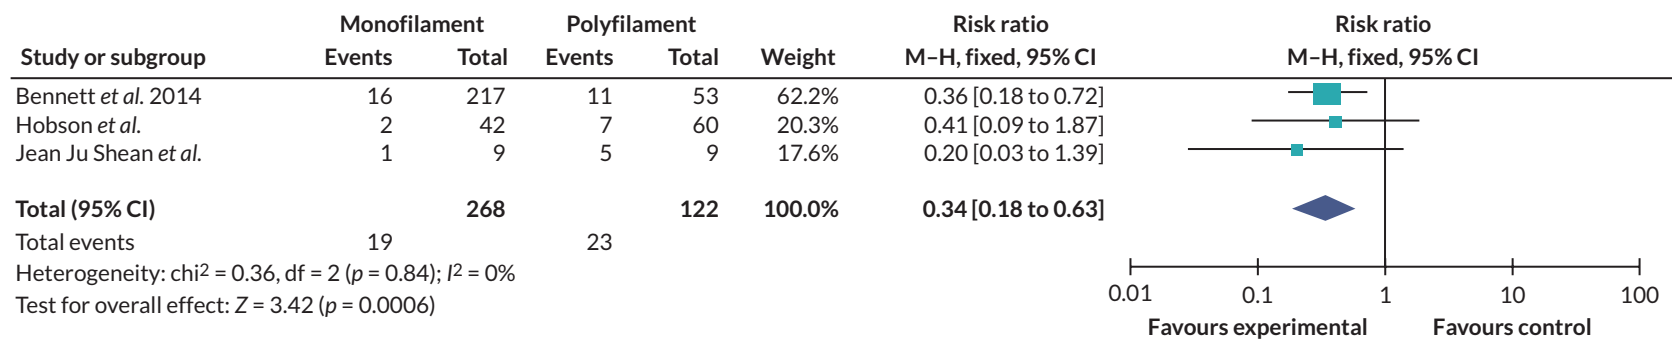 Monofilament Polyfilament Risk ratio Risk ratio
Study or subgroup Events Total Events Total Weight M–H, fixed, 95% CI M–H, fixed, 95% CI
Bennett et al. 2014 16 217 11 53 62.2% 0.36 [0.18 to 0.72]
Hobson et al. 2 42 7 60 20.3% 0.41 [0.09 to 1.87]
Jean Ju Shean et al. 1 9 5 9 17.6% 0.20 [0.03 to 1.39]
Total (95% CI) 268 122 100.0% 0.34 [0.18 to 0.63]
Total events 19 23
Heterogeneity: chi2 = 0.36, df = 2 (p = 0.84); I2 = 0%
Test for overall effect: Z = 3.42 (p = 0.0006)
0.01 0.1 1 10 100
Favours experimental Favours control